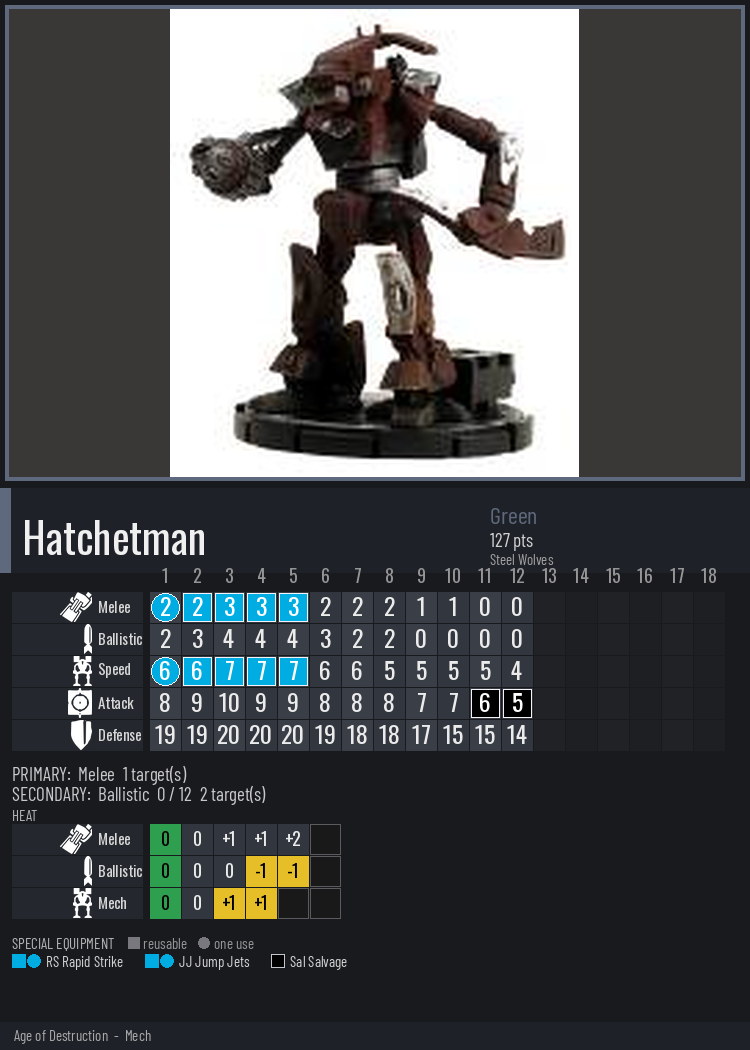 Hatchetman
Green
127 pts
Steel Wolves
1 2 3 4 5 6 7 8 9 10 11 12 13 14 15 16 17 18
Melee 2 2 3 3 3 2 2 2 1 1 0 0
Ballistic 2 3 4 4 4 3 2 2 0 0 0 0
Speed 6 6 7 7 7 6 6 5 5 5 5 4
Attack 8 9 10 9 9 8 8 8 7 7 6 5
Defense 19 19 20 20 20 19 18 18 17 15 15 14
PRIMARY: Melee 1 target(s)
SECONDARY: Ballistic 0 / 12 2 target(s)
HEAT
Melee 0 0 +1 +1 +2
Ballistic 0 0 0 -1 -1
Mech 0 0 +1 +1
SPECIAL EQUIPMENT reusable one use
RS Rapid Strike JJ Jump Jets Sal Salvage
Age of Destruction - Mech